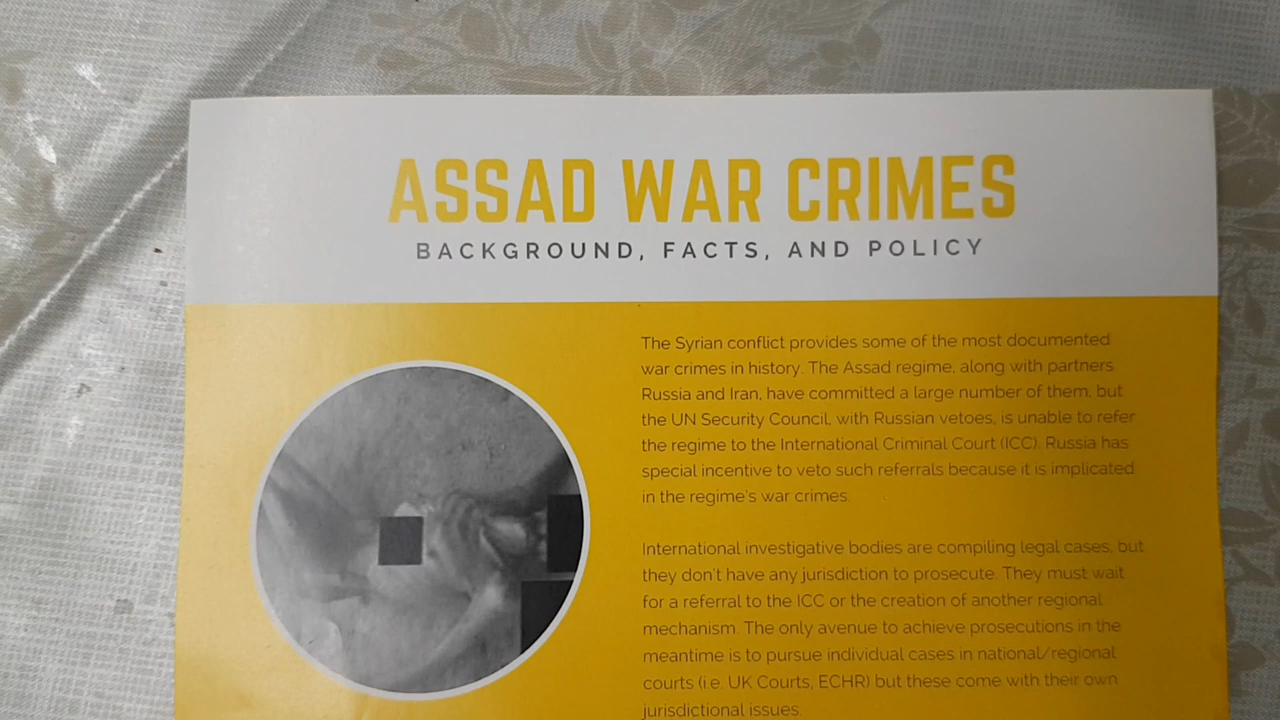 ASSAD WAR CRIMES
BACKGROUND, FACTS, AND POLICY
The Syrian conflict provides some of the most documented
war crimes in history. The Assad regime, along with partners
Russia and Iran, have committed a large number of them, but
the UN Security Council, with Russian vetoes, is unable to refer
the regime to the International Criminal Court (ICC). Russia has
special incentive to veto such referrals because it is implicated
in the regime's war crimes.
International investigative bodies are compiling legal cases, but
they don't have any jurisdiction to prosecute. They must wait
for a referral to the ICC or the creation of another regional
mechanism. The only avenue to achieve prosecutions in the
meantime is to pursue individual cases in national/regional
courts (i.e. UK Courts, ECHR) but these come with their own
jurisdictional issues.